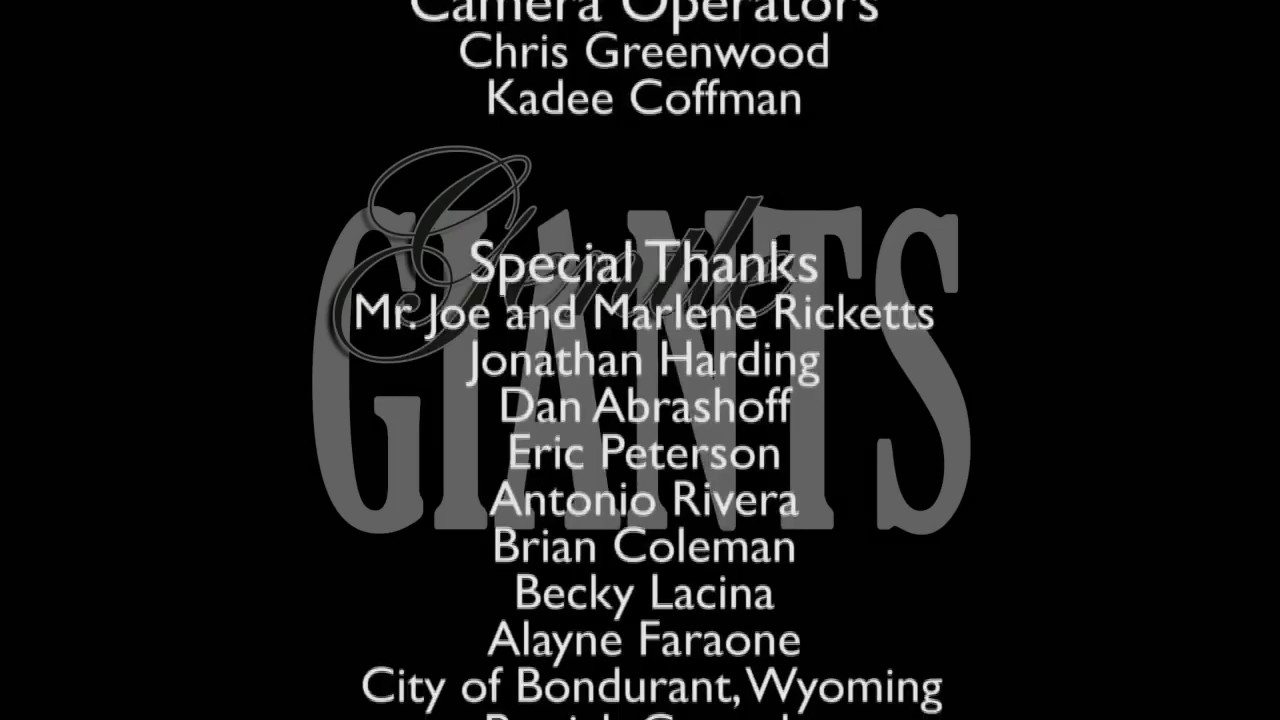 Camera Operators
Chris Greenwood
Kadee Coffman
Gentle
GIANTS
Special Thanks
Mr. Joe and Marlene Ricketts
Jonathan Harding
Dan Abrashoff
Eric Peterson
Antonio Rivera
Brian Coleman
Becky Lacina
Alayne Faraone
City of Bondurant, Wyoming